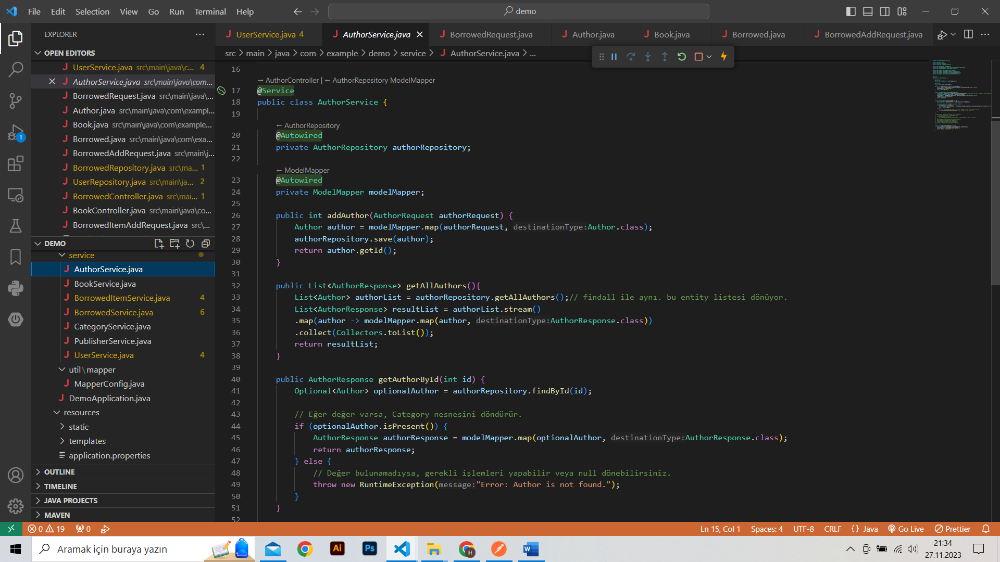 File Edit Selection View Go Run Terminal Help
demo
EXPLORER
OPEN EDITORS
UserService.java src\main\java\c... 4
AuthorService.java src\main\java\com...
BorrowedRequest.java src\main\java\...
Author.java src\main\java\com\exampl...
Book.java src\main\java\com\example...
Borrowed.java src\main\java\com\exa...
BorrowedAddRequest.java src\main\j...
BorrowedRepository.java src\ma... 1
UserRepository.java src\main\ja... 2
BorrowedController.java src\mai... 1
BookController.java src\main\java\co...
BorrowedItemAddRequest.java src\...
DEMO
service
AuthorService.java
BookService.java
BorrowedItemService.java 4
BorrowedService.java 6
CategoryService.java
PublisherService.java
UserService.java 4
util\mapper
MapperConfig.java
DemoApplication.java
resources
static
templates
application.properties
OUTLINE
TIMELINE
JAVA PROJECTS
MAVEN
1
UserService.java 4 AuthorService.java BorrowedRequest.java Author.java Book.java Borrowed.java BorrowedAddRequest.java
src > main > java > com > example > demo > service > AuthorService.java > ...
16
→ AuthorController | ← AuthorRepository ModelMapper
17 @Service
18 public class AuthorService {
19
← AuthorRepository
20 @Autowired
21 private AuthorRepository authorRepository;
22
← ModelMapper
23 @Autowired
24 private ModelMapper modelMapper;
25
26 public int addAuthor(AuthorRequest authorRequest) {
27 Author author = modelMapper.map(authorRequest, destinationType:Author.class);
28 authorRepository.save(author);
29 return author.getId();
30 }
31
32 public List<AuthorResponse> getAllAuthors(){
33 List<Author> authorList = authorRepository.getAllAuthors();// findall ile aynı. bu entity listesi dönüyor.
34 List<AuthorResponse> resultList = authorList.stream()
35 .map(author -> modelMapper.map(author, destinationType:AuthorResponse.class))
36 .collect(Collectors.toList());
37 return resultList;
38 }
39
40 public AuthorResponse getAuthorById(int id) {
41 Optional<Author> optionalAuthor = authorRepository.findById(id);
42
43 // Eğer değer varsa, Category nesnesini döndürür.
44 if (optionalAuthor.isPresent()) {
45 AuthorResponse authorResponse = modelMapper.map(optionalAuthor, destinationType:AuthorResponse.class);
46 return authorResponse;
47 } else {
48 // Değer bulunamadıysa, gerekli işlemleri yapabilir veya null dönebilirsiniz.
49 throw new RuntimeException(message:"Error: Author is not found.");
50 }
51 }
52
0 19 0 Ln 15, Col 1 Spaces: 4 UTF-8 CRLF {} Java Go Live Prettier
Aramak için buraya yazın
Ai
Ps
H
W
21:34
27.11.2023